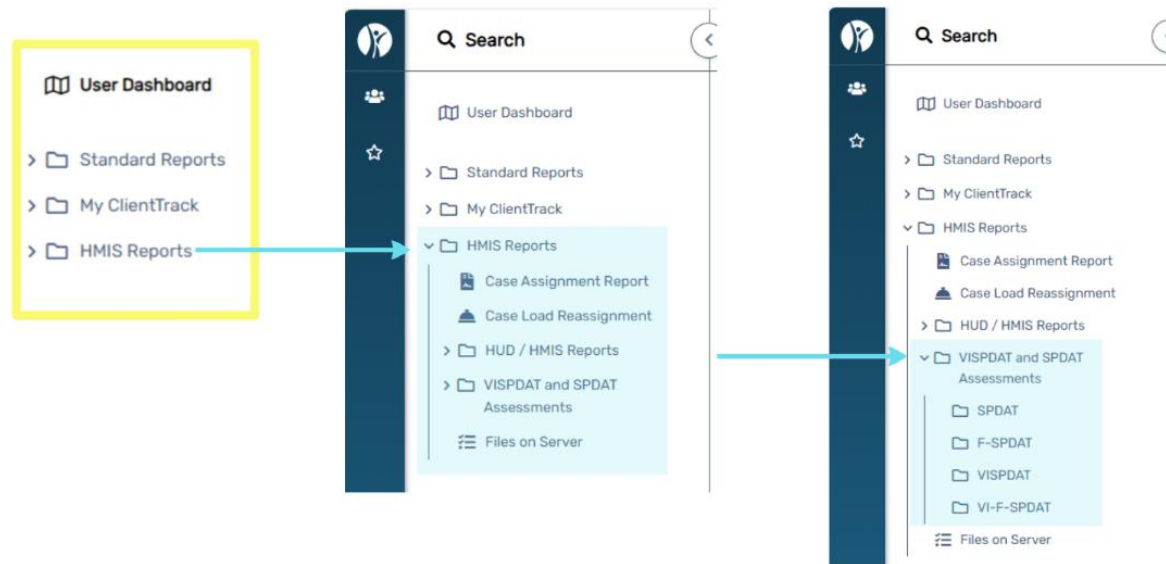 User Dashboard
Standard Reports
My ClientTrack
HMIS Reports
Search
User Dashboard
Standard Reports
My ClientTrack
HMIS Reports
Case Assignment Report
Case Load Reassignment
HUD / HMIS Reports
VISPDAT and SPDAT
Assessments
Files on Server
Search
User Dashboard
Standard Reports
My ClientTrack
HMIS Reports
Case Assignment Report
Case Load Reassignment
HUD / HMIS Reports
VISPDAT and SPDAT
Assessments
SPDAT
F-SPDAT
VISPDAT
VI-F-SPDAT
Files on Server